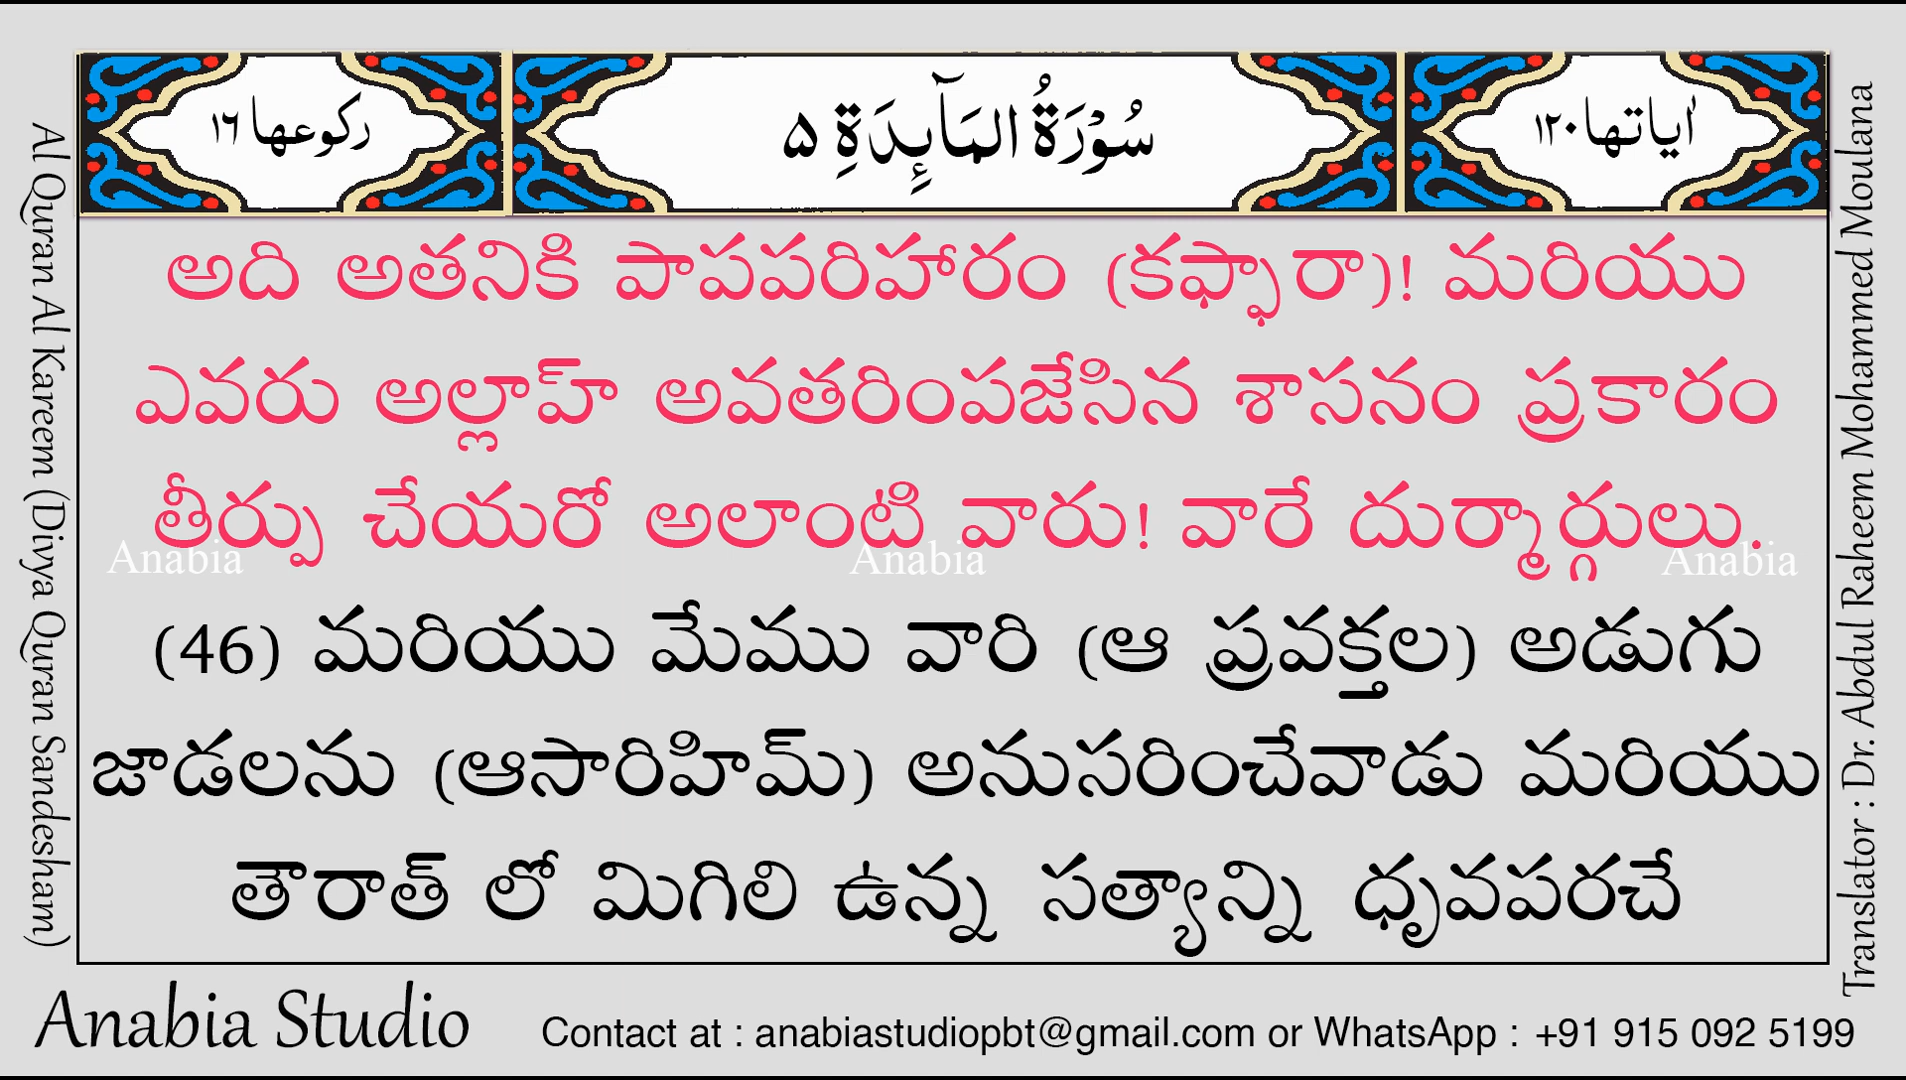 رکوعها ١٦
سُوْرَةُ المَآئِدَةِ ۵
اٰیاتها ١٢٠
అది అతనికి పాపపరిహారం (కఫ్ఫారా)! మరియు
ఎవరు అల్లాహ్ అవతరింపజేసిన శాసనం ప్రకారం
తీర్పు చేయరో అలాంటి వారు! వారే దుర్మార్గులు.
Anabia Anabia Anabia
(46) మరియు మేము వారి (ఆ ప్రవక్తల) అడుగు
జాడలను (ఆసారిహిమ్) అనుసరించేవాడు మరియు
తౌరాత్ లో మిగిలి ఉన్న సత్యాన్ని ధృవపరచే
Al Quran Al Kareem (Divya Quran Sandesham)
Translator : Dr. Abdul Raheem Mohammed Moulana
Anabia Studio
Contact at : anabiastudiopbt@gmail.com or WhatsApp : +91 915 092 5199